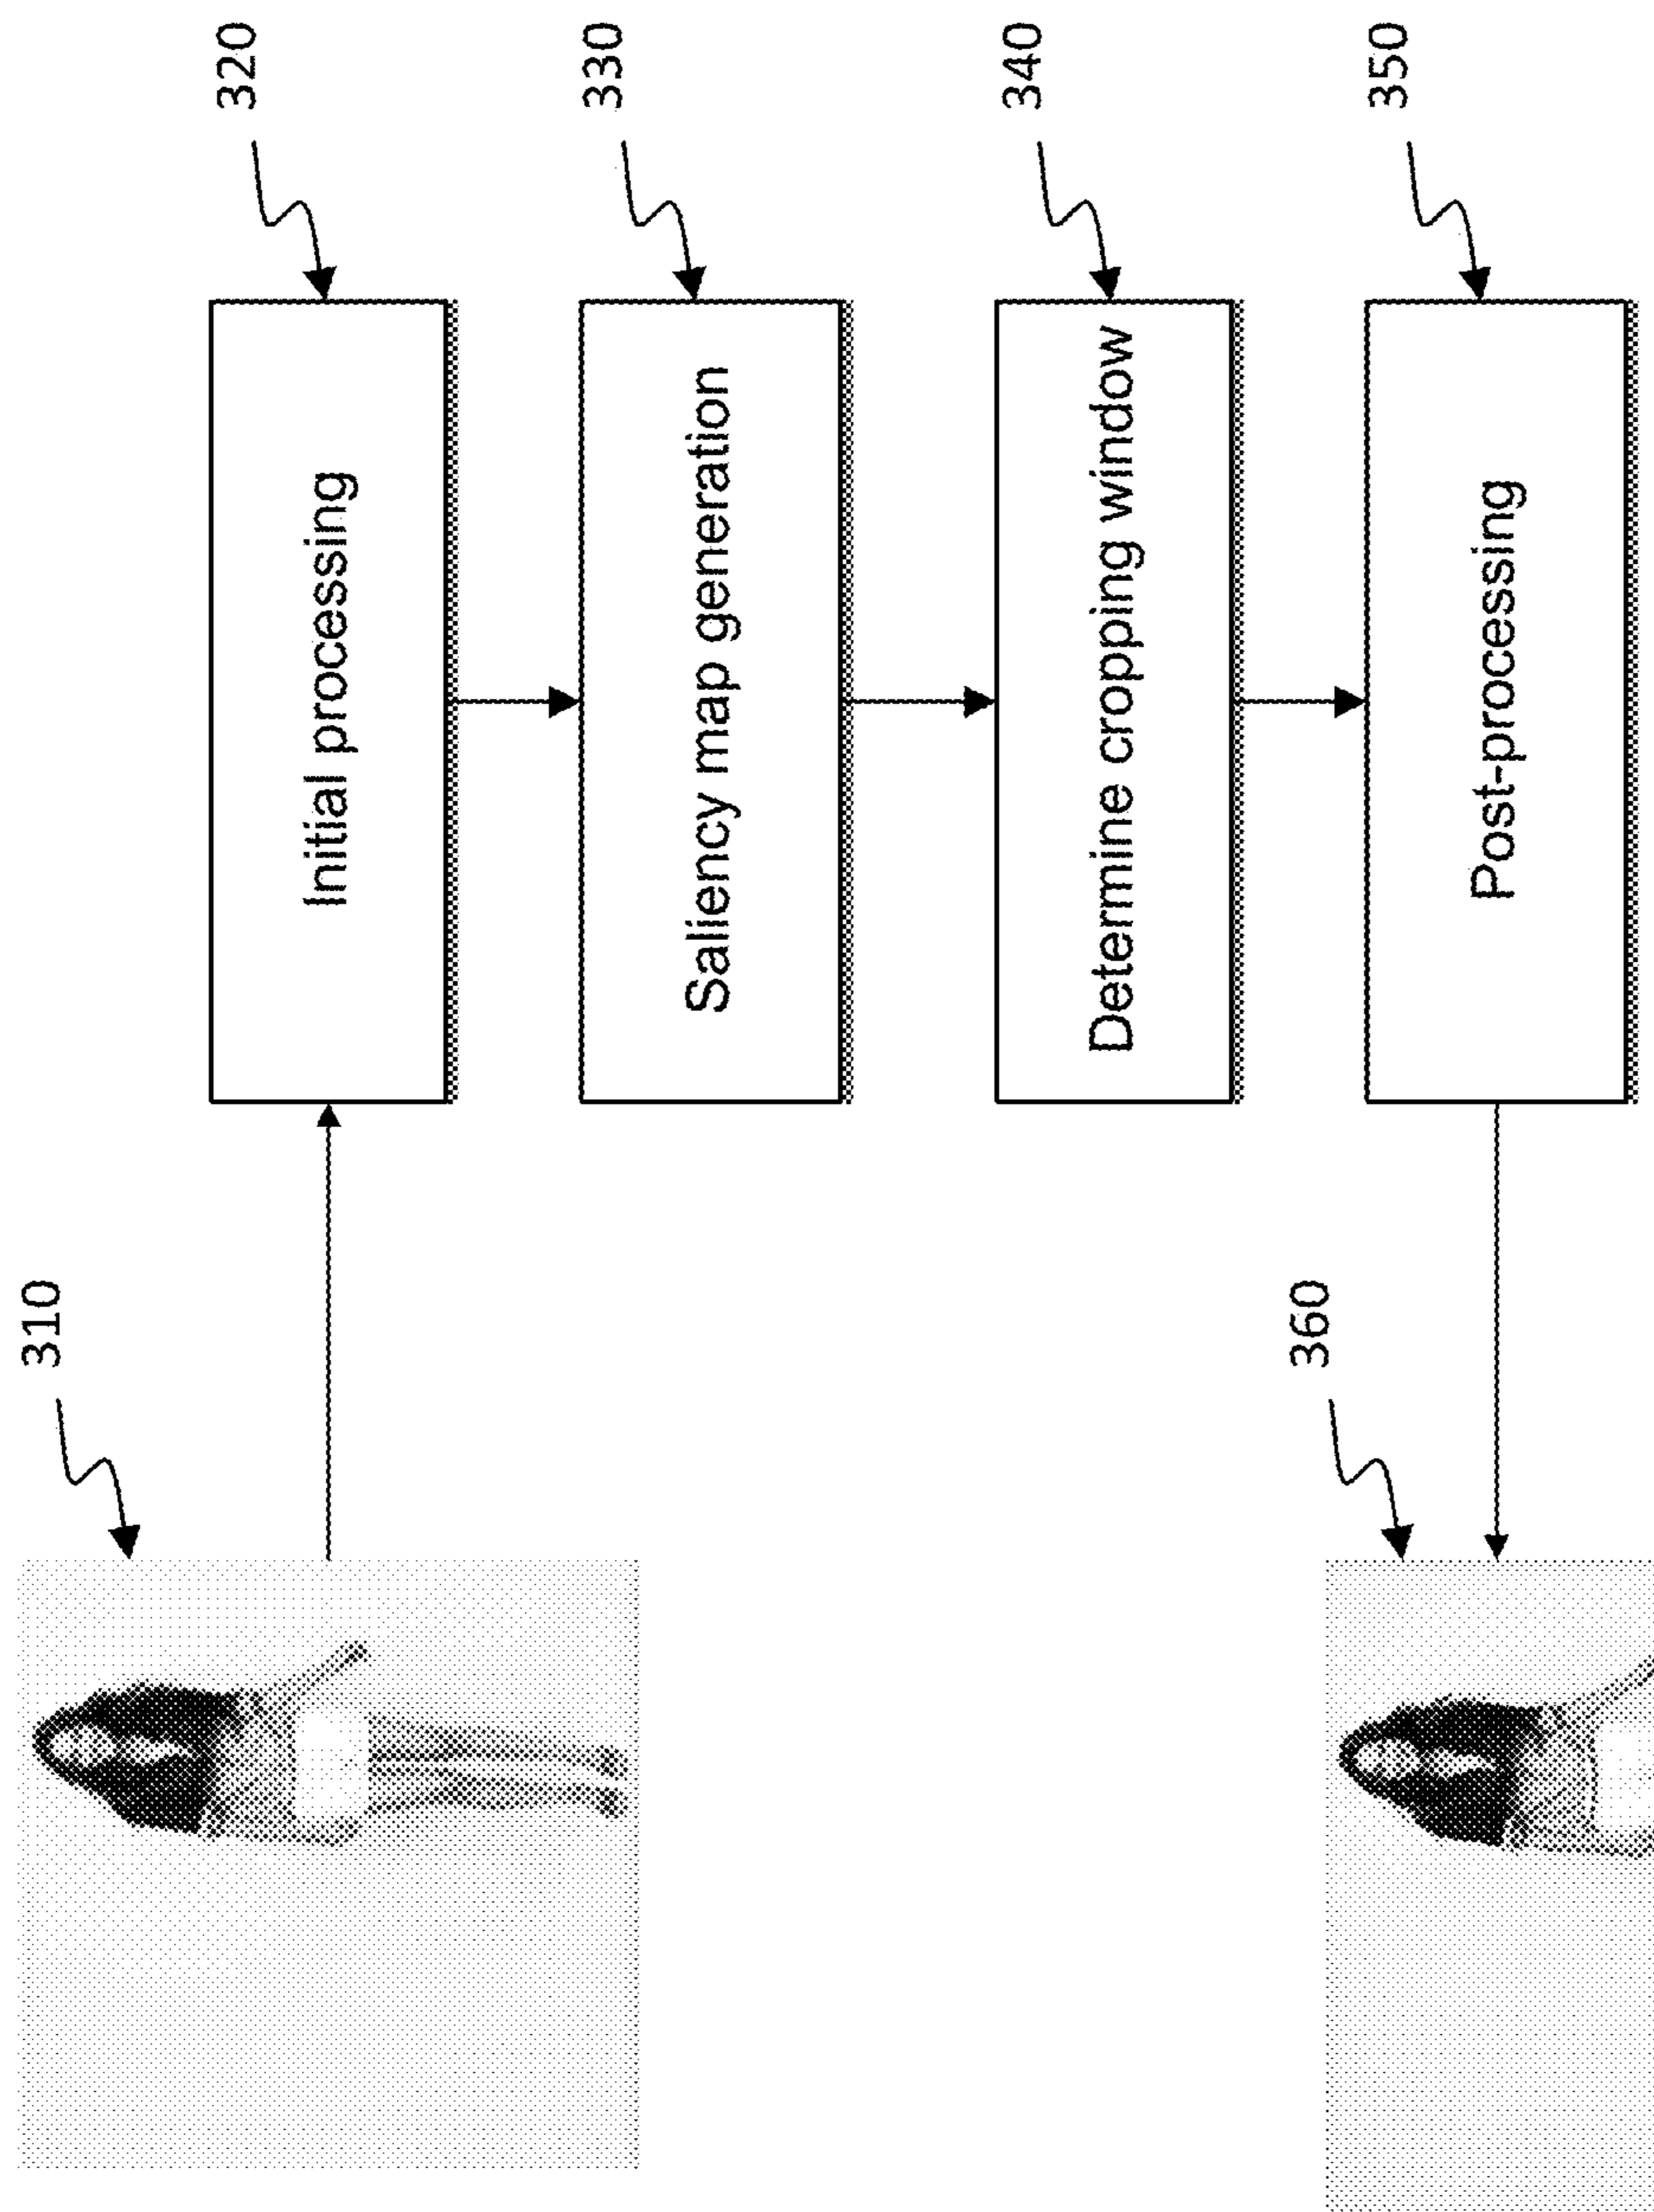 310
320
Initial processing
330
Saliency map generation
340
Determine cropping window
350
Post-processing
360